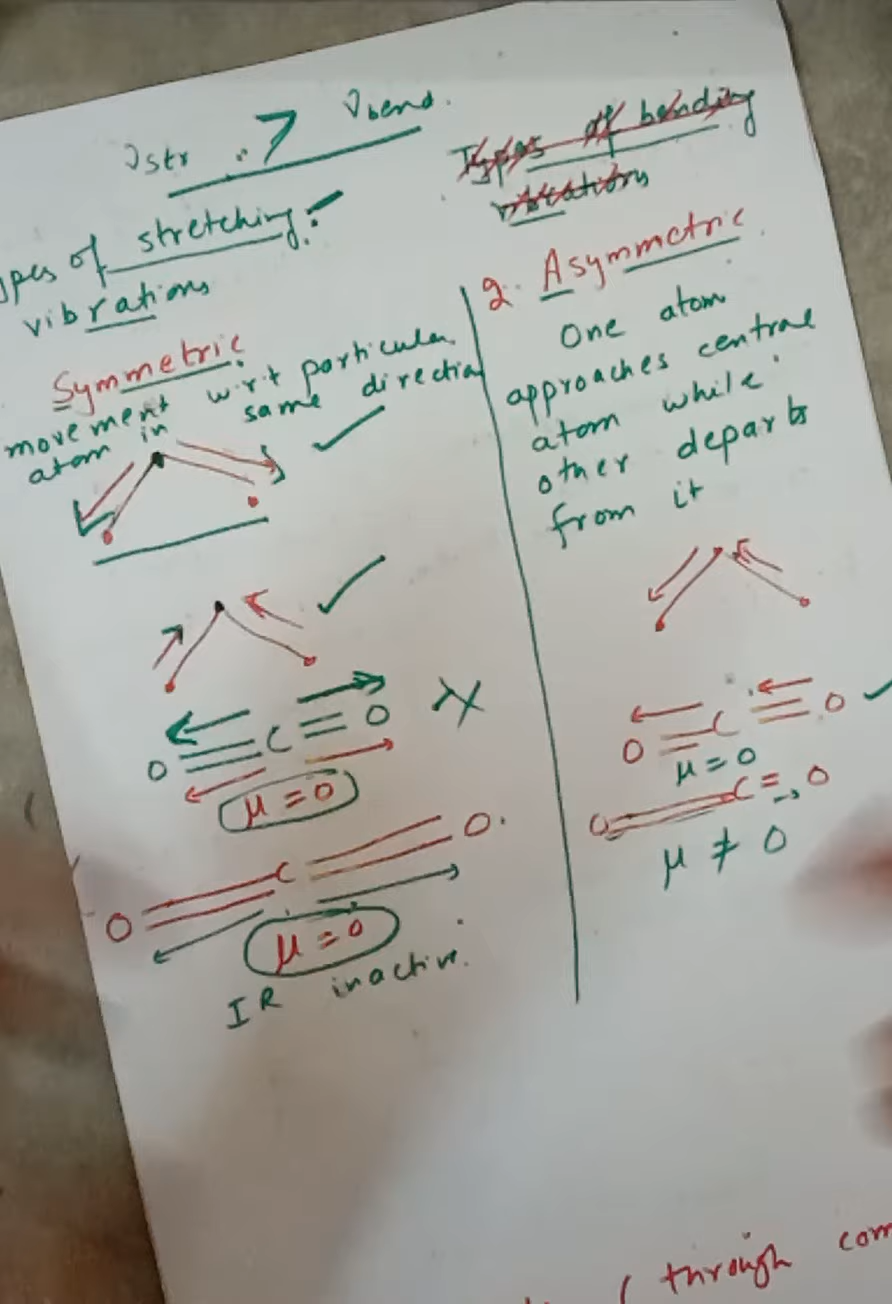 νstr. > νbend.
Types of bending
vibrations
ypes of stretching:
vibrations
Symmetric
movement w.r.t particular
atom in same direction
O C O
μ = 0
O C O.
μ = 0
IR inactive.
2. Asymmetric
One atom
approaches central
atom while
other departs
from it
O C O
μ = 0
O C = O
μ ≠ 0
( through com